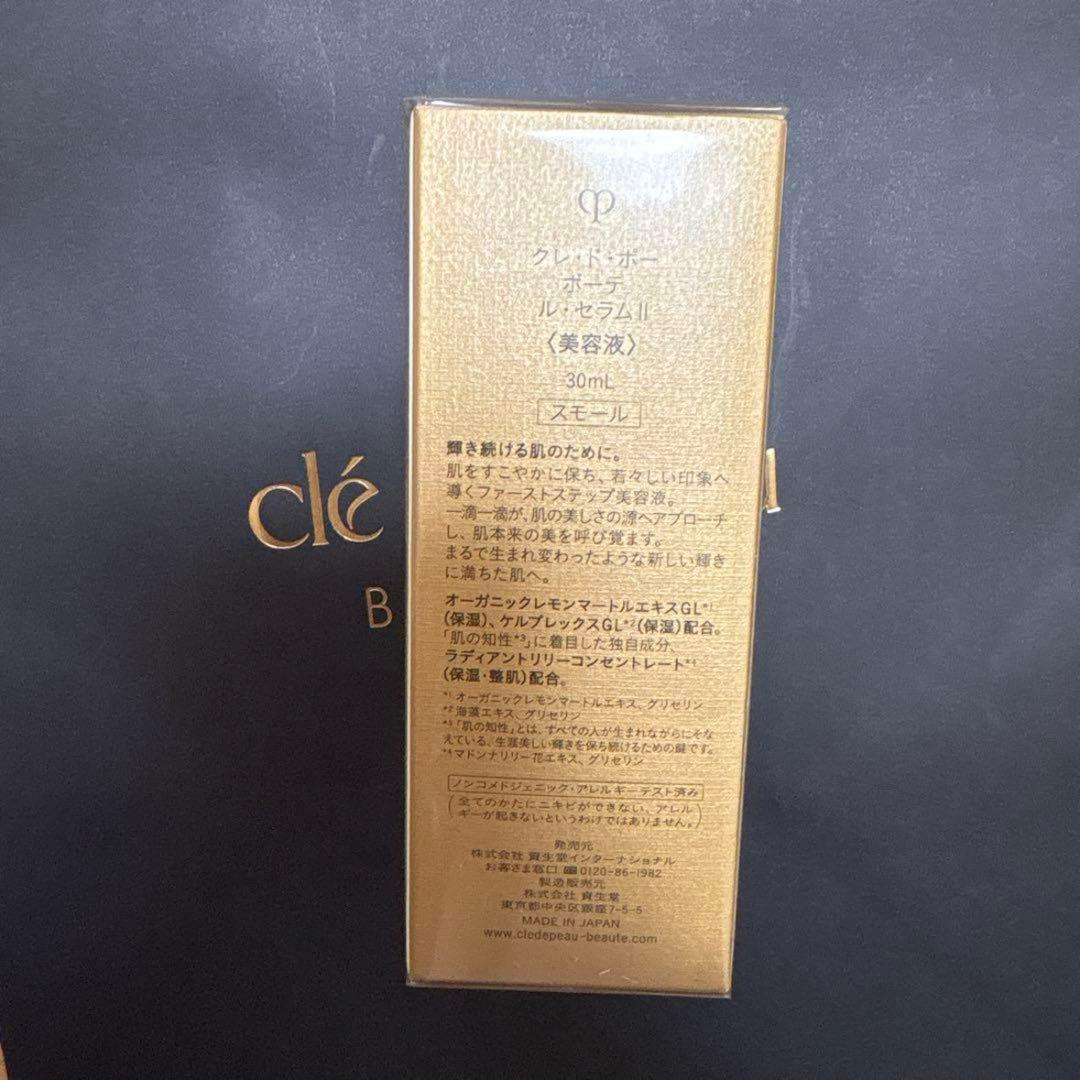 クレ・ド・ポー
ボーテ
ル・セラムII
〈美容液〉
30mL
スモール
輝き続ける肌のために。
肌をすこやかに保ち、若々しい印象へ
導くファーストステップ美容液。
一滴一滴が、肌の美しさの源へアプローチ
し、肌本来の美を呼び覚ます。
まるで生まれ変わったような新しい輝き
に満ちた肌へ。
オーガニックレモンマートルエキスGL*1
(保湿)、ケルプレックスGL*2(保湿)配合。
「肌の知性*3」に着目した独自成分、
ラディアントリリーコンセントレート*4
(保湿・整肌)配合。
*1 オーガニックレモンマートルエキス、グリセリン
*2 海藻エキス、グリセリン
*3「肌の知性」とは、すべての人が生まれながらにそな
えている、生涯美しい輝きを保ち続けるための鍵です。
*4 マドンナリリー花エキス、グリセリン
ノンコメドジェニック・アレルギーテスト済み
(全てのかたにニキビができない、アレル
ギーが起きないというわけではありません。)
発売元
株式会社 資生堂インターナショナル
お客さま窓口 0120-86-1982
製造販売元
株式会社 資生堂
東京都中央区銀座7-5-5
MADE IN JAPAN
www.cledepeau-beaute.com
clé
B